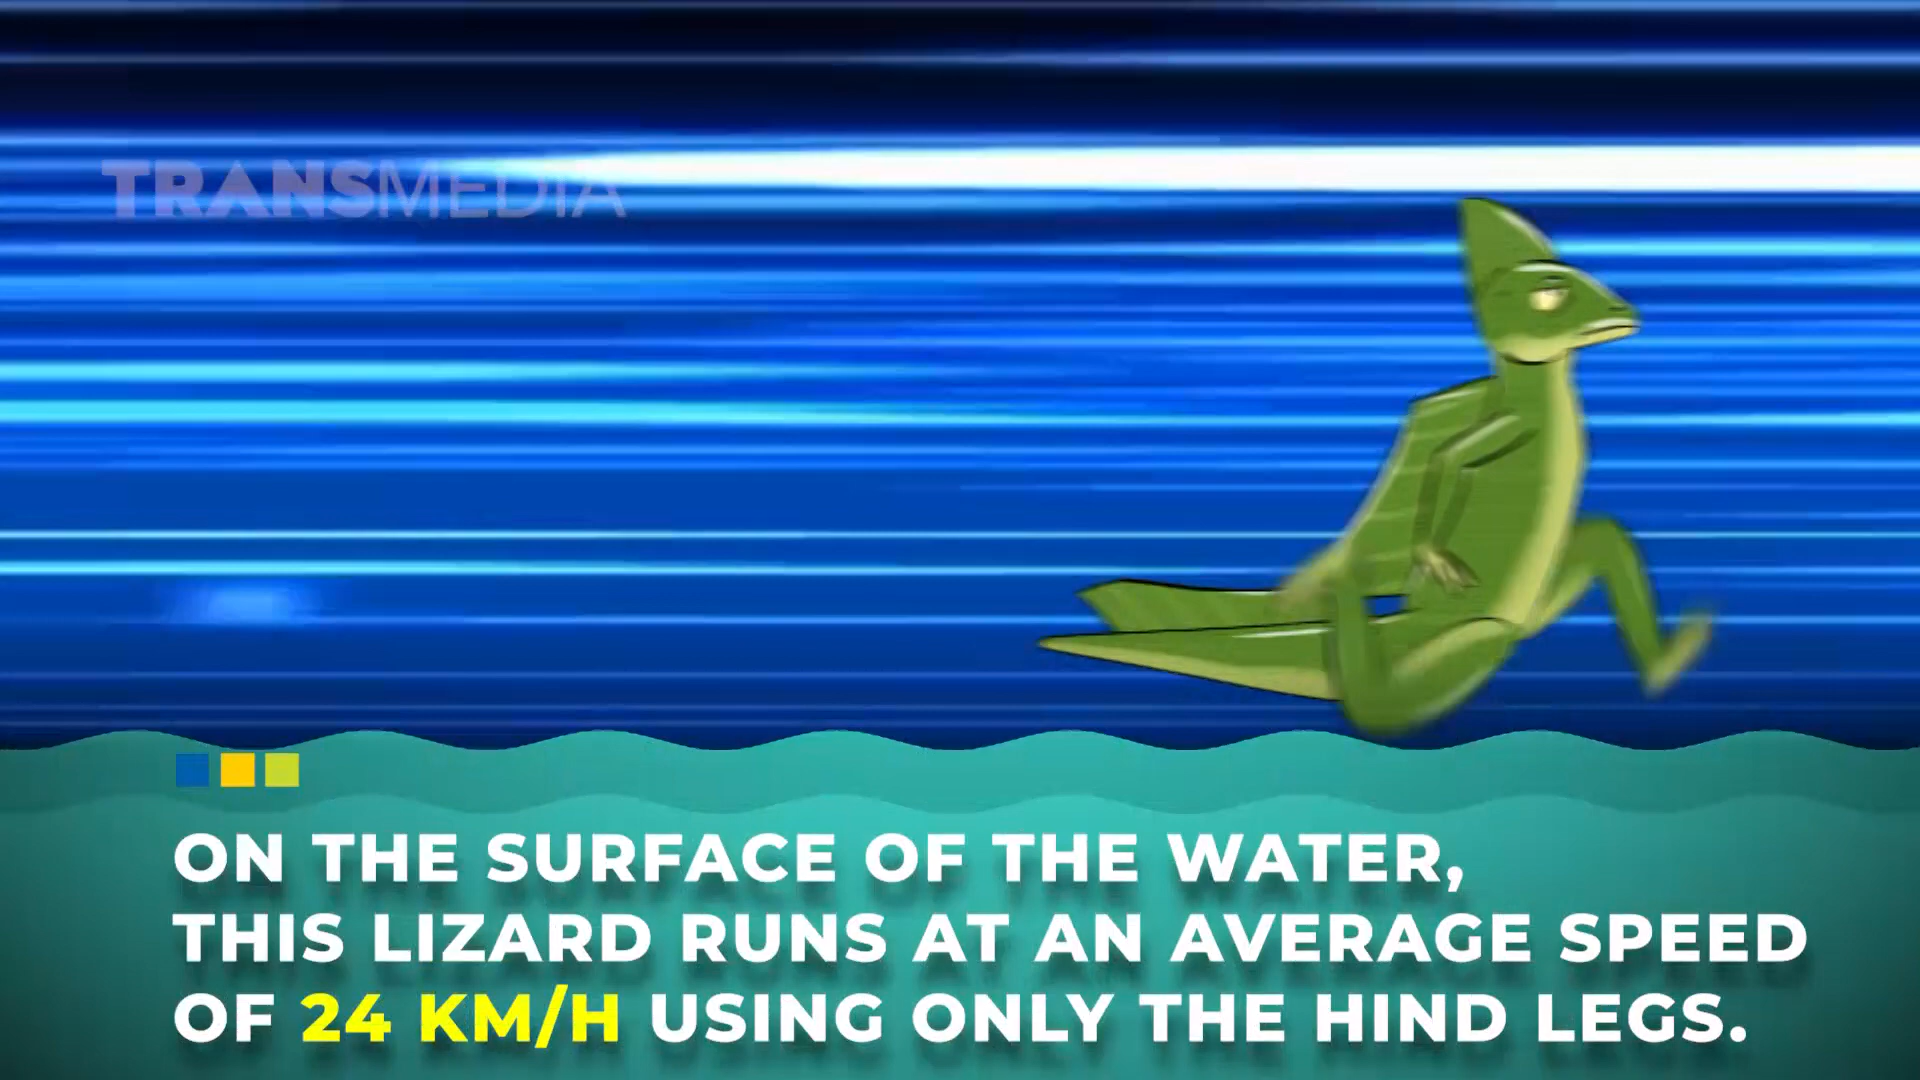 TRANSMEDIA
ON THE SURFACE OF THE WATER,
THIS LIZARD RUNS AT AN AVERAGE SPEED
OF 24 KM/H USING ONLY THE HIND LEGS.